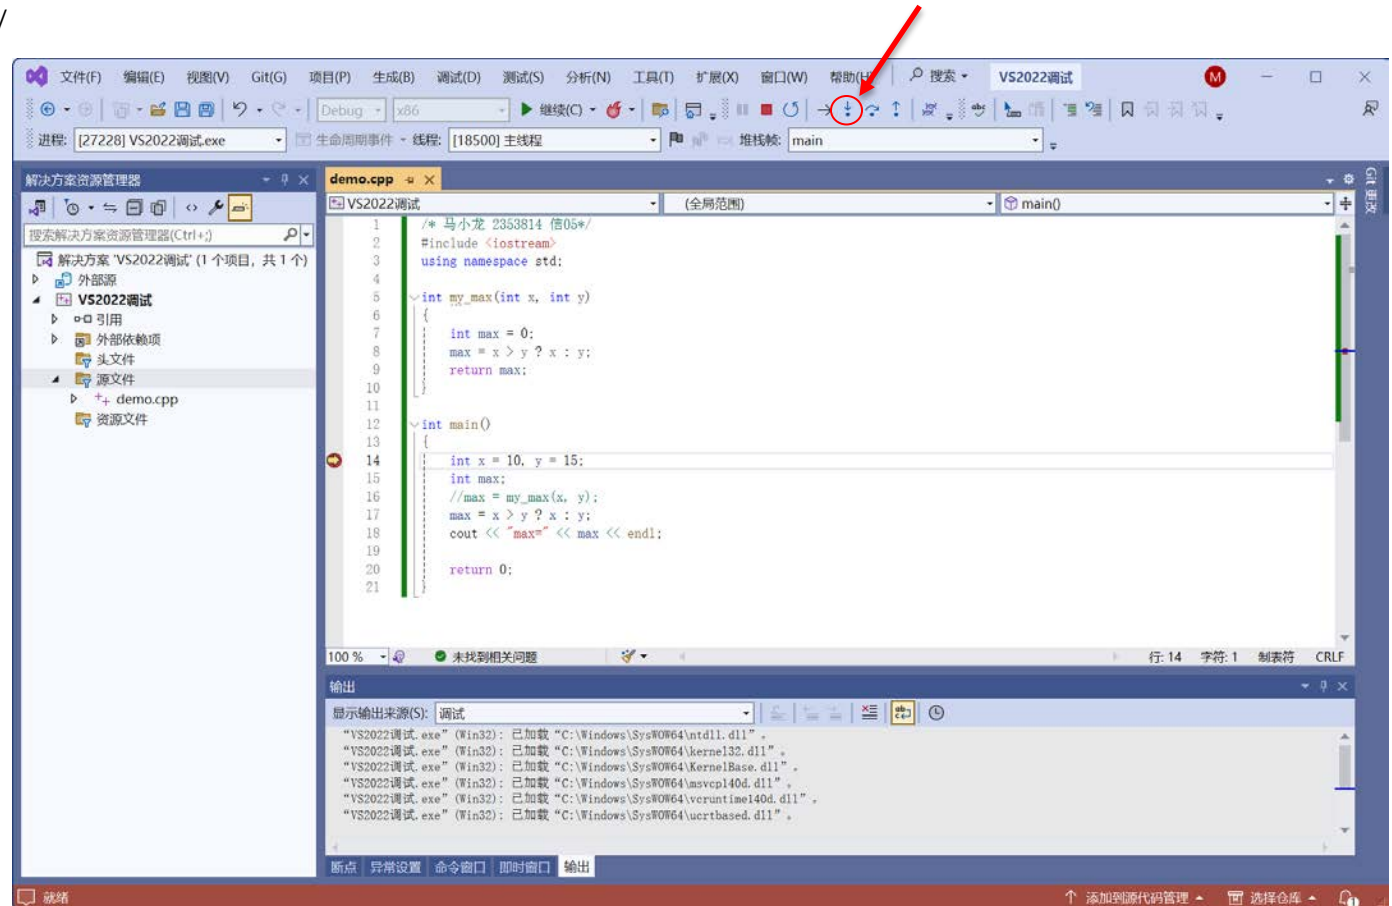 /
文件(F) 编辑(E) 视图(V) Git(G) 项目(P) 生成(B) 调试(D) 测试(S) 分析(N) 工具(T) 扩展(X) 窗口(W) 帮助(H) 搜索 VS2022调试 M
Debug x86 继续(C)
进程: [27228] VS2022调试.exe 生命周期事件 线程: [18500] 主线程 堆栈帧: main
解决方案资源管理器
搜索解决方案资源管理器(Ctrl+;)
解决方案 'VS2022调试' (1 个项目, 共 1 个)
外部源
VS2022调试
引用
外部依赖项
头文件
源文件
++ demo.cpp
资源文件
demo.cpp
VS2022调试 (全局范围) main()
1 /* 马小龙 2353814 信05*/
2 #include <iostream>
3 using namespace std;
4
5 int my_max(int x, int y)
6 {
7 int max = 0;
8 max = x > y ? x : y;
9 return max;
10 }
11
12 int main()
13 {
14 int x = 10, y = 15;
15 int max;
16 //max = my_max(x, y);
17 max = x > y ? x : y;
18 cout << "max=" << max << endl;
19
20 return 0;
21 }
100 % 未找到相关问题 行: 14 字符: 1 制表符 CRLF
输出
显示输出来源(S): 调试
“VS2022调试.exe” (Win32): 已加载 “C:\Windows\SysWOW64\ntdll.dll”。
“VS2022调试.exe” (Win32): 已加载 “C:\Windows\SysWOW64\kernel32.dll”。
“VS2022调试.exe” (Win32): 已加载 “C:\Windows\SysWOW64\KernelBase.dll”。
“VS2022调试.exe” (Win32): 已加载 “C:\Windows\SysWOW64\msvcp140d.dll”。
“VS2022调试.exe” (Win32): 已加载 “C:\Windows\SysWOW64\vcruntime140d.dll”。
“VS2022调试.exe” (Win32): 已加载 “C:\Windows\SysWOW64\ucrtbased.dll”。
断点 异常设置 命令窗口 即时窗口 输出
就绪 添加到源代码管理 选择仓库 1
Git 更改